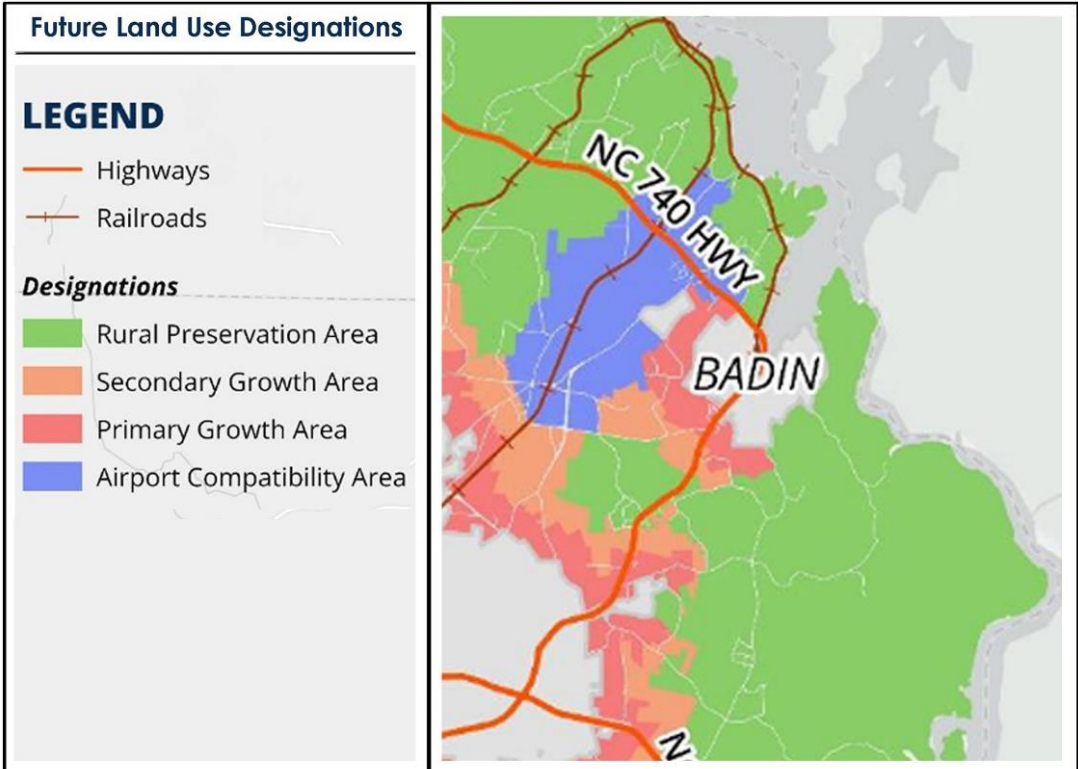 Future Land Use Designations
LEGEND
Highways
Railroads
Designations
Rural Preservation Area
Secondary Growth Area
Primary Growth Area
Airport Compatibility Area
NC 740 HWY
BADIN
N